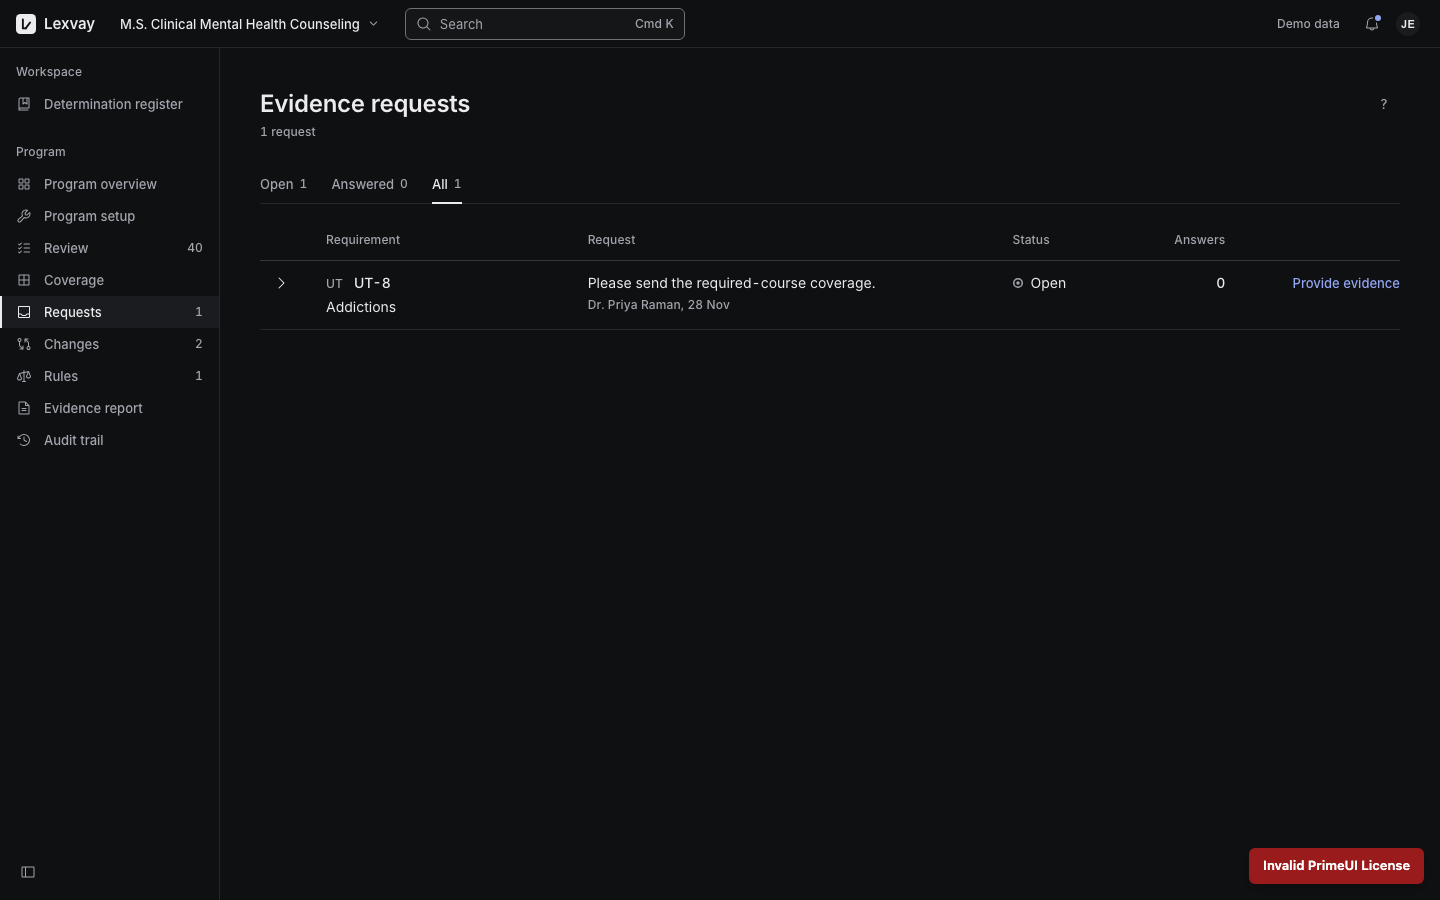 Lexvay
M.S. Clinical Mental Health Counseling
Search
Cmd K
Demo data
JE
Workspace
Determination register
Program
Program overview
Program setup
Review 40
Coverage
Requests 1
Changes 2
Rules 1
Evidence report
Audit trail
Evidence requests
?
1 request
Open 1 Answered 0 All 1
Requirement Request Status Answers
UT UT-8 Please send the required-course coverage. Open 0 Provide evidence
Addictions Dr. Priya Raman, 28 Nov
Invalid PrimeUI License